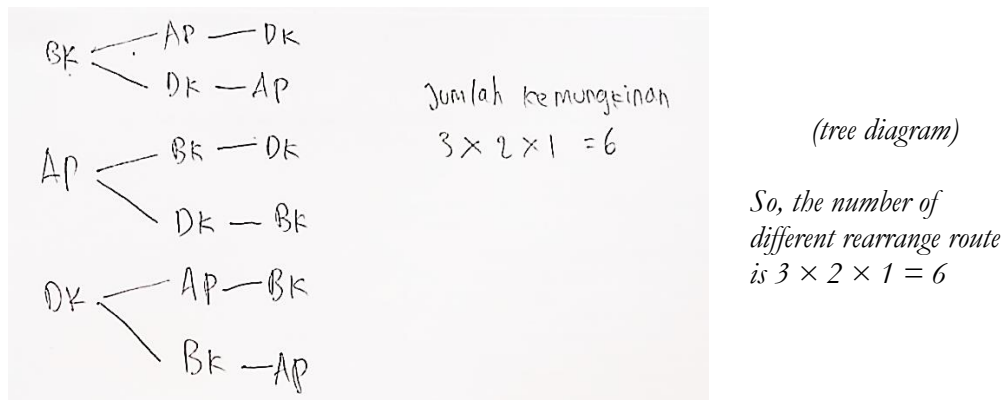 BK AP — DK
DK — AP
AP BK — DK
DK — BK
DK AP — BK
BK — AP
Jumlah kemungkinan
3 × 2 × 1 = 6
(tree diagram)
So, the number of
different rearrange route
is 3 × 2 × 1 = 6